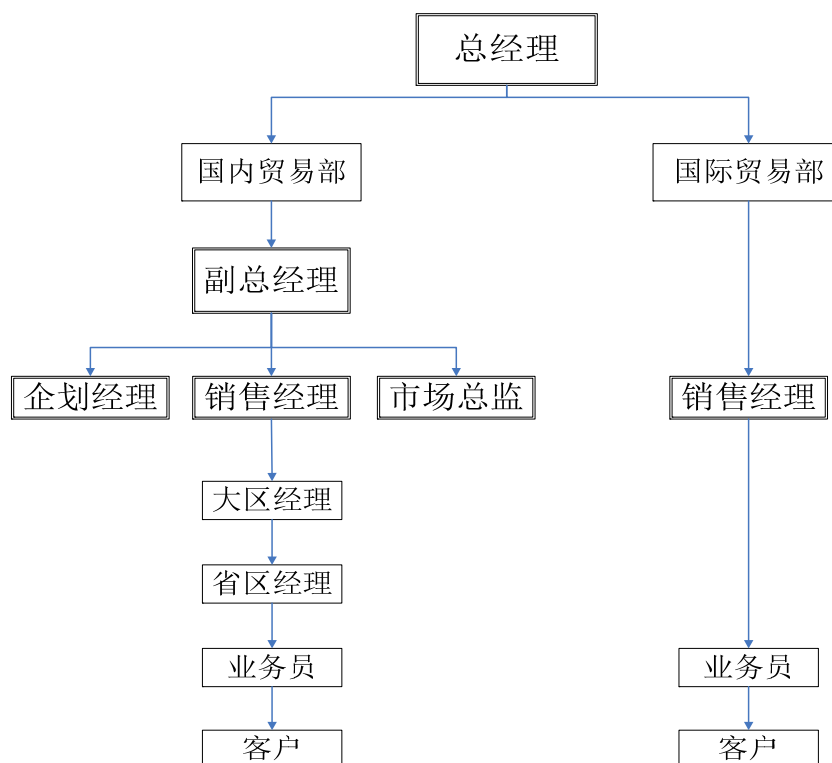 总经理
国内贸易部
国际贸易部
副总经理
企划经理
销售经理
市场总监
销售经理
大区经理
省区经理
业务员
业务员
客户
客户